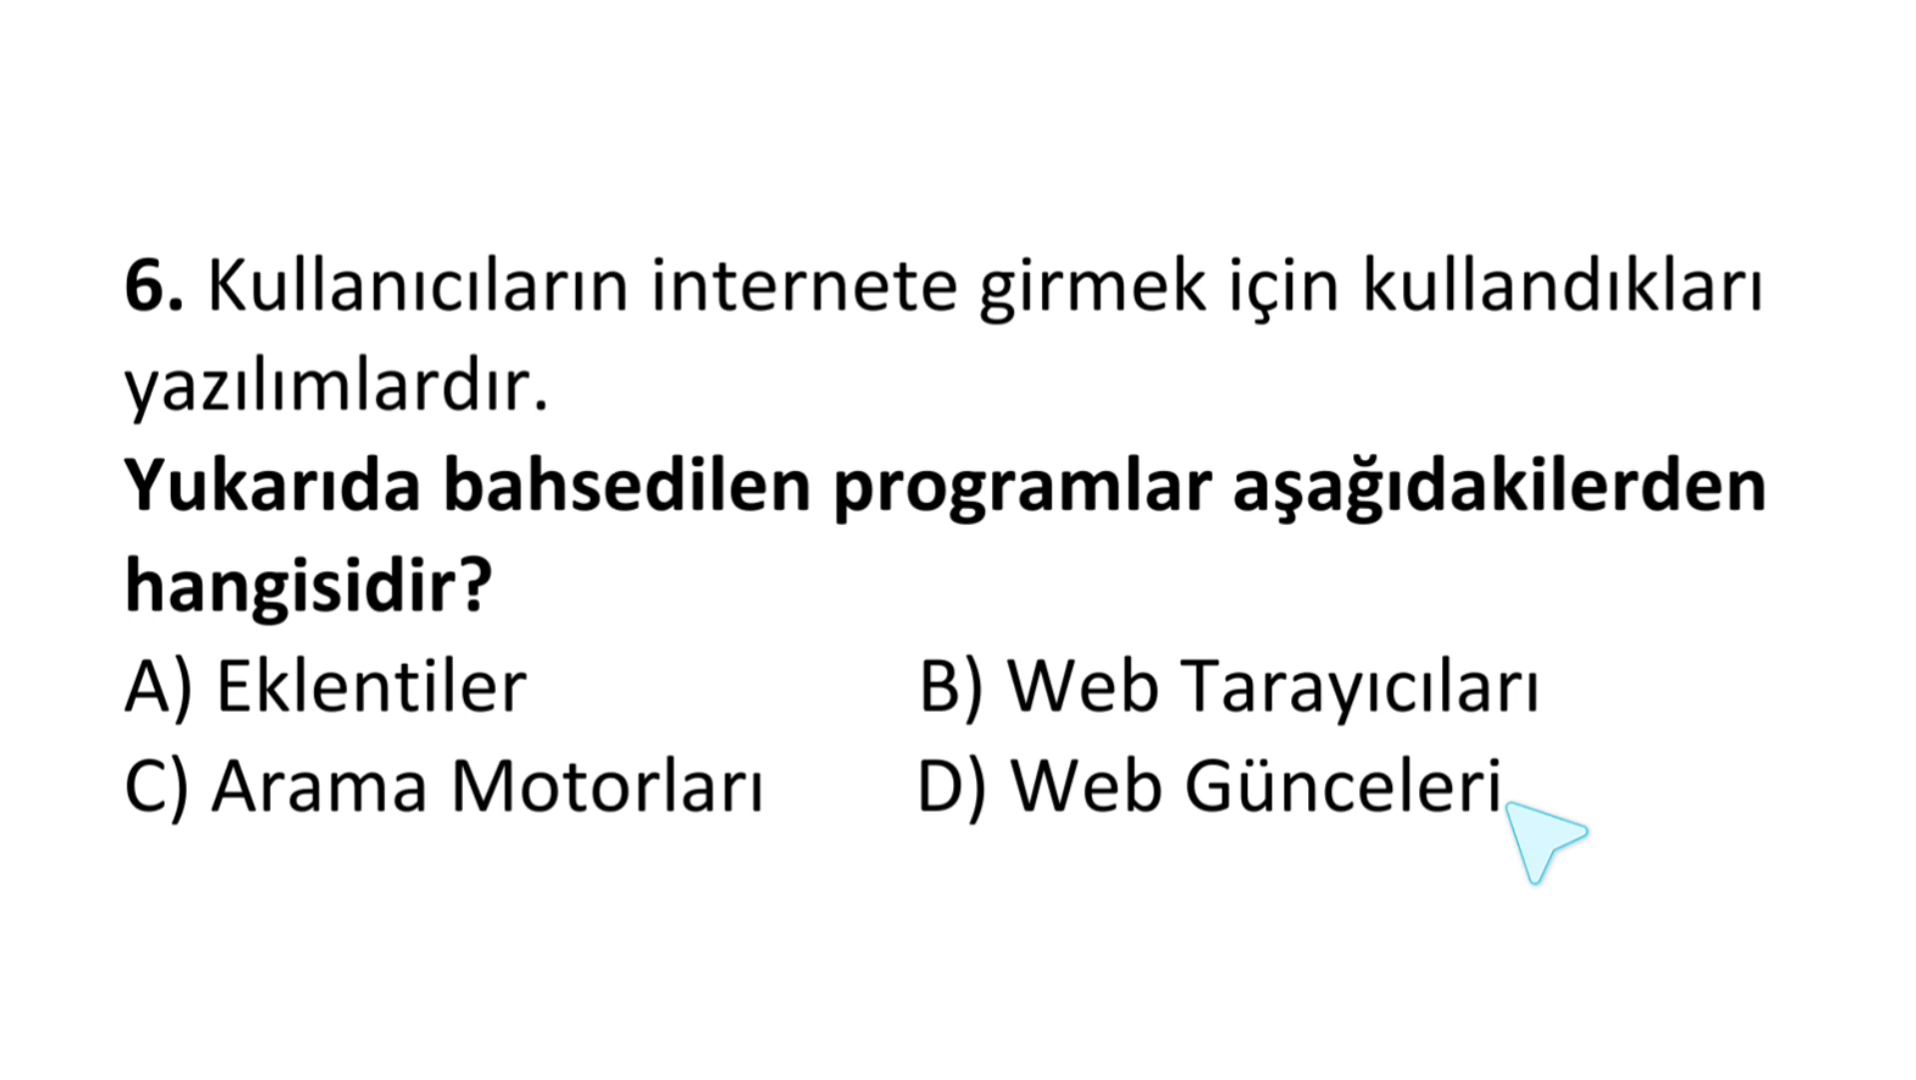 6. Kullanıcıların internete girmek için kullandıkları
yazılımlardır.
Yukarıda bahsedilen programlar aşağıdakilerden
hangisidir?
A) Eklentiler B) Web Tarayıcıları
C) Arama Motorları D) Web Günceleri